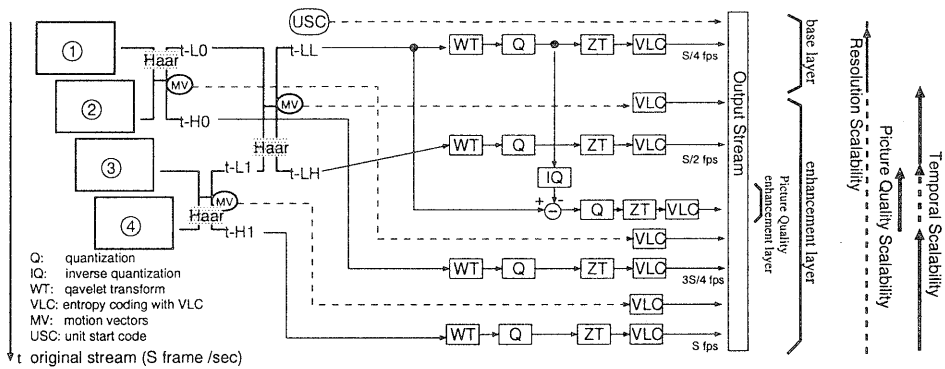 USC
① t-L0 t-LL WT Q ZT VLC
Haar S/4 fps
MV
② MV VLC
t-H0
Haar WT Q ZT VLC
③ t-L1 t-LH S/2 fps
IQ
MV + - − Q ZT VLC
Haar
④ t-H1 VLC
WT Q ZT VLC
3S/4 fps
VLC
WT Q ZT VLC
S fps
Output Stream
base layer
enhancement layer
Picture Quality
enhancement layer
Resolution Scalability
Picture Quality Scalability
Temporal Scalability
Q: quantization
IQ: inverse quantization
WT: qavelet transform
VLC: entropy coding with VLC
MV: motion vectors
USC: unit start code
t original stream (S frame /sec)